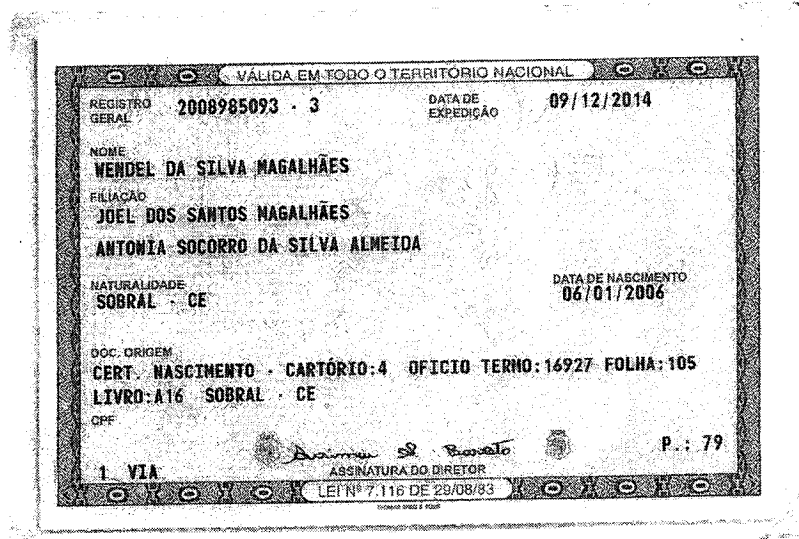 VÁLIDA EM TODO O TERRITÓRIO NACIONAL
REGISTRO GERAL 2008985093 - 3 DATA DE EXPEDIÇÃO 09/12/2014
NOME
WENDEL DA SILVA MAGALHÃES
FILIAÇÃO
JOEL DOS SANTOS MAGALHÃES
ANTONIA SOCORRO DA SILVA ALMEIDA
NATURALIDADE DATA DE NASCIMENTO
SOBRAL - CE 06/01/2006
DOC. ORIGEM
CERT. NASCIMENTO - CARTÓRIO:4 OFICIO TERMO:16927 FOLHA:105
LIVRO:A16 SOBRAL - CE
CPF
P.: 79
1 VIA ASSINATURA DO DIRETOR
LEI Nº 7.116 DE 29/08/83